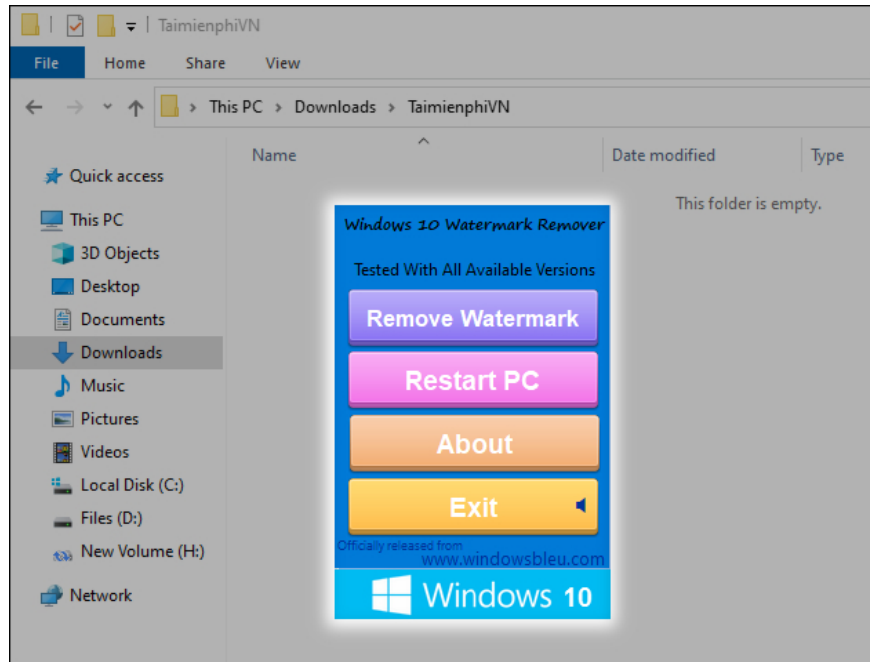 TaimienphiVN
File Home Share View
This PC > Downloads > TaimienphiVN
Name Date modified Type
This folder is empty.
Quick access
This PC
3D Objects
Desktop
Documents
Downloads
Music
Pictures
Videos
Local Disk (C:)
Files (D:)
New Volume (H:)
Network
Windows 10 Watermark Remover
Tested With All Available Versions
Remove Watermark
Restart PC
About
Exit
Officially released from
www.windowsbleu.com
Windows 10